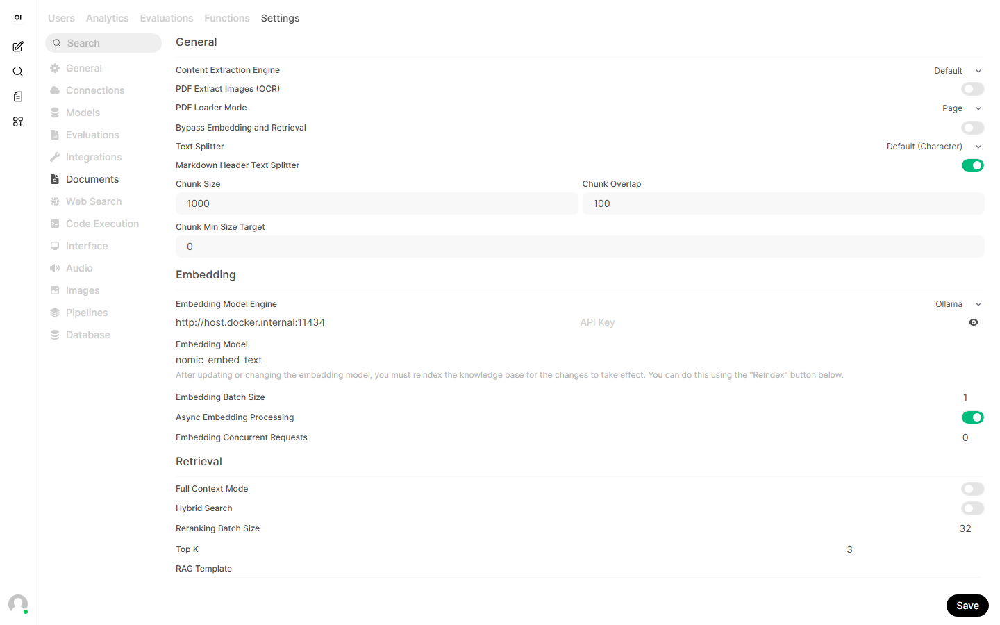 OI
Users Analytics Evaluations Functions Settings
Search
General
Connections
Models
Evaluations
Integrations
Documents
Web Search
Code Execution
Interface
Audio
Images
Pipelines
Database
General
Content Extraction Engine Default
PDF Extract Images (OCR)
PDF Loader Mode Page
Bypass Embedding and Retrieval
Text Splitter Default (Character)
Markdown Header Text Splitter
Chunk Size Chunk Overlap
1000 100
Chunk Min Size Target
0
Embedding
Embedding Model Engine Ollama
http://host.docker.internal:11434 API Key
Embedding Model
nomic-embed-text
After updating or changing the embedding model, you must reindex the knowledge base for the changes to take effect. You can do this using the "Reindex" button below.
Embedding Batch Size 1
Async Embedding Processing
Embedding Concurrent Requests 0
Retrieval
Full Context Mode
Hybrid Search
Reranking Batch Size 32
Top K 3
RAG Template
Save